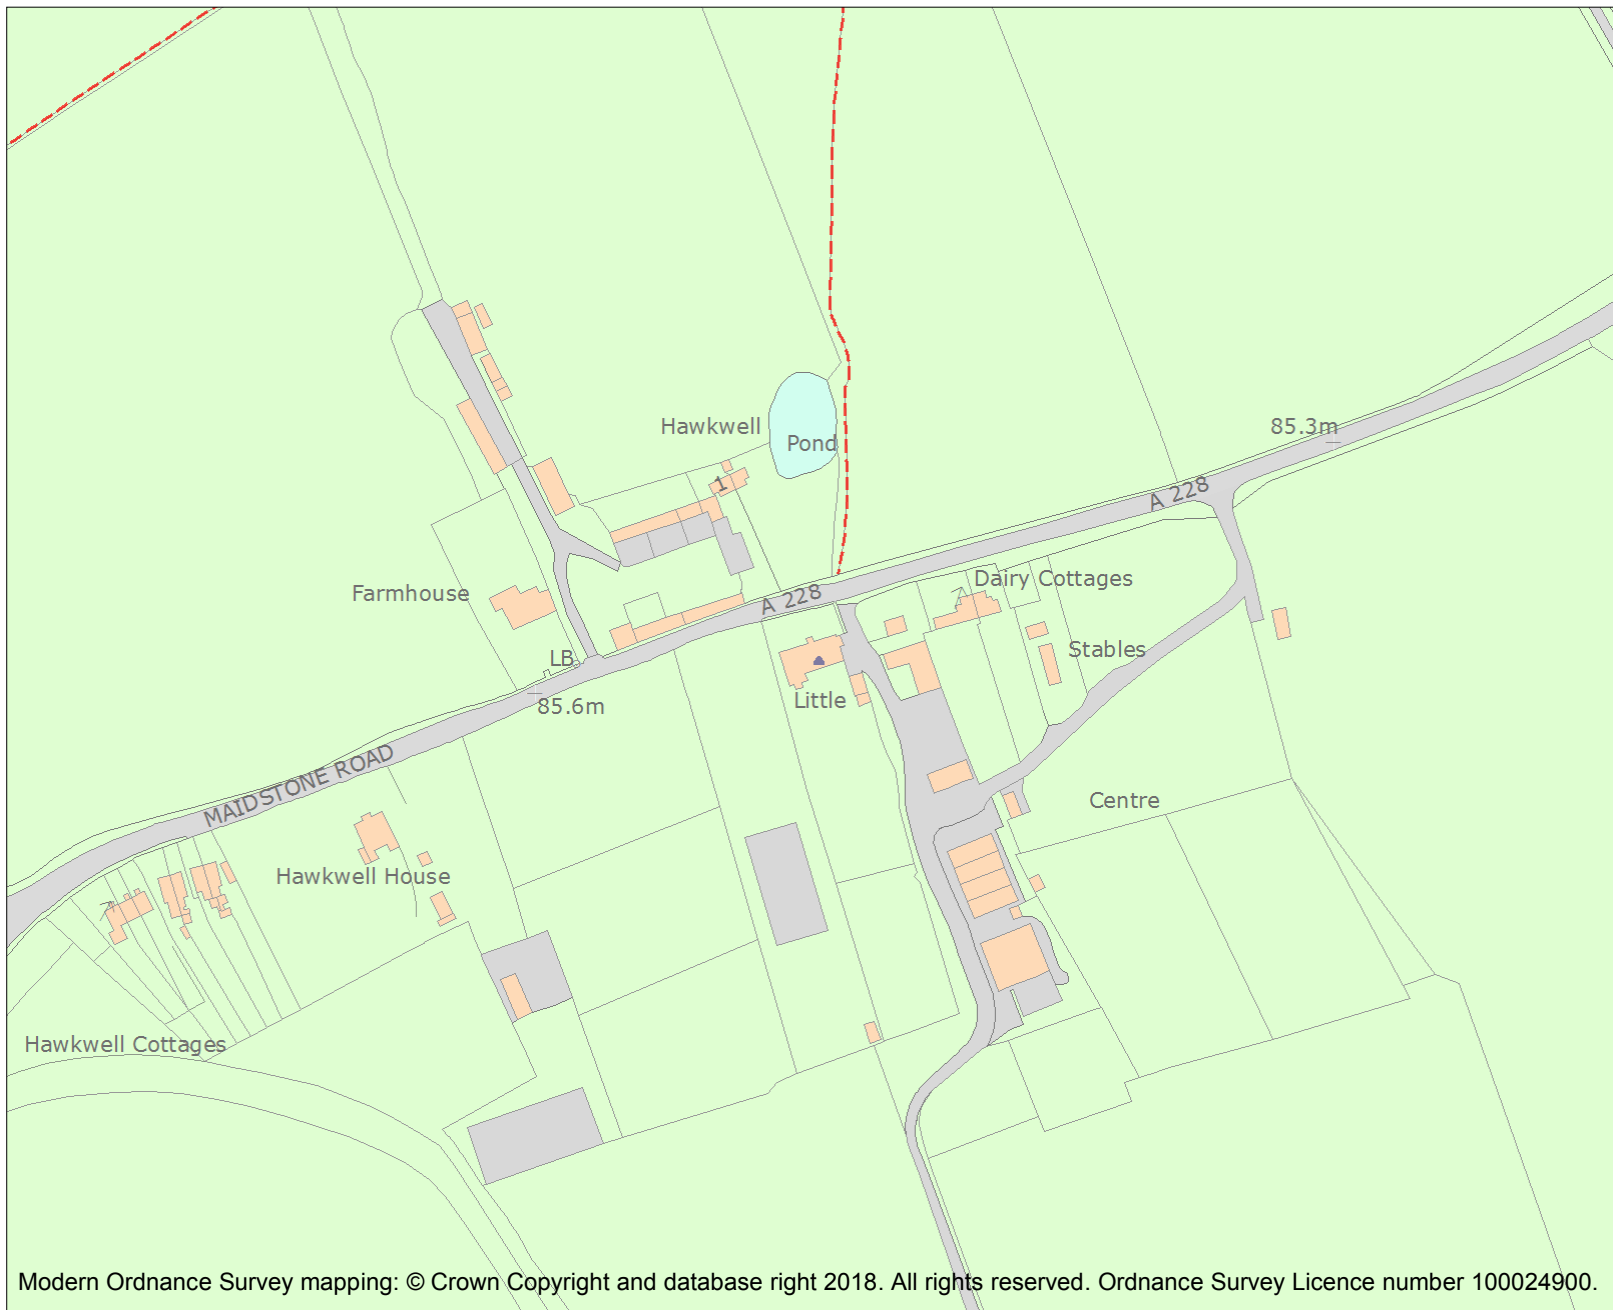 Hawkwell
Pond
85.3m
1
A 228
Dairy Cottages
Farmhouse
A 228
LB
Stables
85.6m
Little
MAIDSTONE ROAD
Centre
Hawkwell House
Hawkwell Cottages
Modern Ordnance Survey mapping: © Crown Copyright and database right 2018. All rights reserved. Ordnance Survey Licence number 100024900.